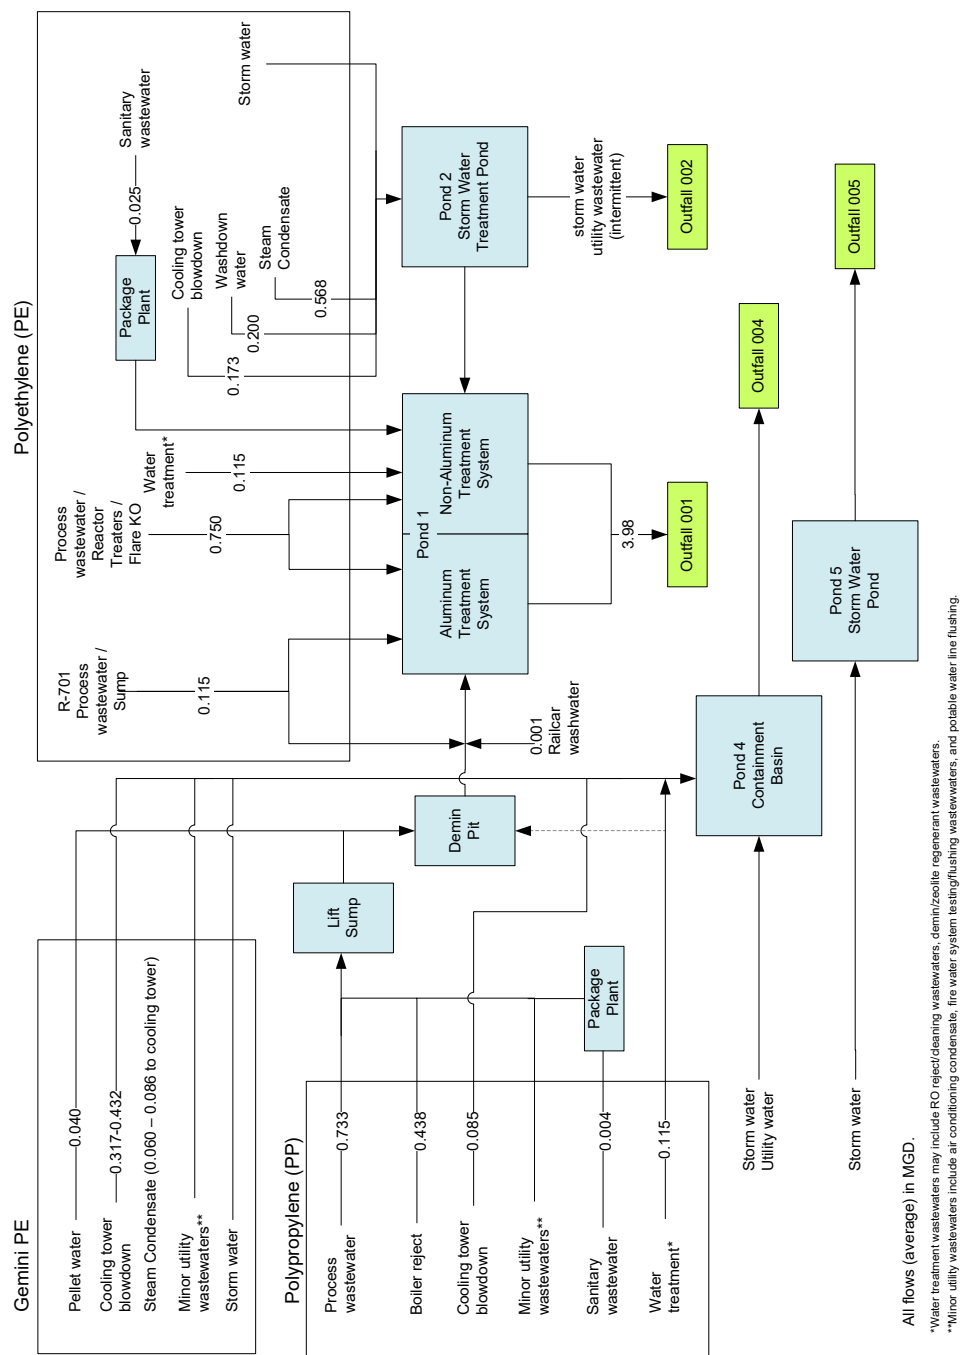 Gemini PE
Pellet water
0.040
Cooling tower
blowdown
0.317-0.432
Steam Condensate (0.060 – 0.086 to cooling tower)
Minor utility
wastewaters**
Storm water
Polypropylene (PP)
Process
wastewater
0.733
Boiler reject
0.438
Cooling tower
blowdown
0.085
Minor utility
wastewaters**
Sanitary
wastewater
0.004
Water
treatment*
0.115
Package
Plant
Lift
Sump
Demin
Pit
Polyethylene (PE)
R-701
Process
wastewater /
Sump
0.115
Process
wastewater /
Reactor
Treaters /
Flare KO
0.750
Water
treatment*
0.115
Sanitary
wastewater
0.025
Package
Plant
Cooling tower
blowdown
0.173
Washdown
water
0.200
Steam
Condensate
0.568
Storm water
0.001
Railcar
washwater
Pond 1
Aluminum
Treatment
System
Non-Aluminum
Treatment
System
3.98
Outfall 001
Pond 2
Storm Water
Treatment Pond
storm water
utility wastewater
(intermittent)
Outfall 002
Storm water
Utility water
Pond 4
Containment
Basin
Outfall 004
Storm water
Pond 5
Storm Water
Pond
Outfall 005
All flows (average) in MGD.
*Water treatment wastewaters may include RO reject/cleaning wastewaters, demin/zeolite regenerant wastewaters.
**Minor utility wastewaters include air conditioning condensate, fire water system testing/flushing wastewwaters, and potable water line flushing.